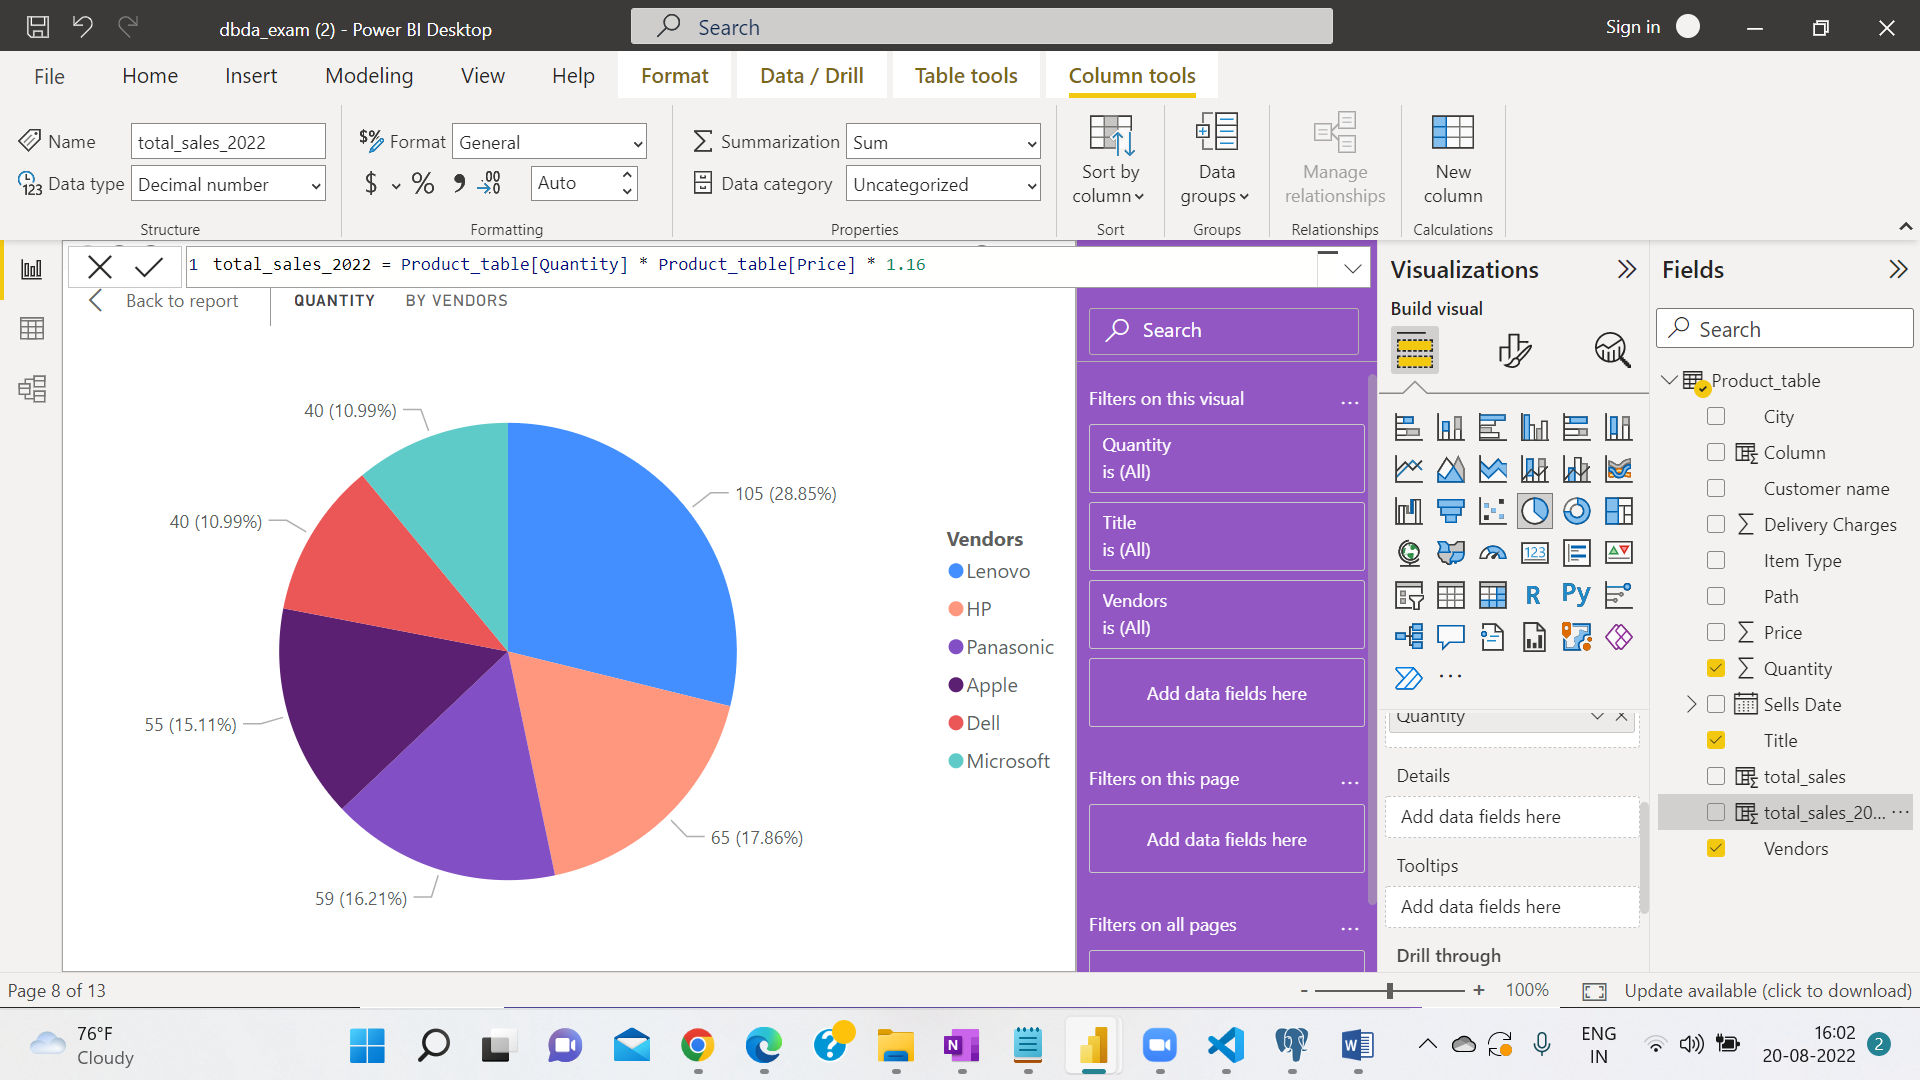 dbda_exam (2) - Power BI Desktop
Search
Sign in
File
Home
Insert
Modeling
View
Help
Format
Data / Drill
Table tools
Column tools
Name
total_sales_2022
Data type
Decimal number
Structure
$% Format
General
$ % , .00
Auto
Formatting
Summarization
Sum
Data category
Uncategorized
Properties
Sort by
column
Sort
Data
groups
Groups
Manage
relationships
Relationships
New
column
Calculations
1 total_sales_2022 = Product_table[Quantity] * Product_table[Price] * 1.16
Back to report
QUANTITY
BY VENDORS
40 (10.99%)
105 (28.85%)
40 (10.99%)
55 (15.11%)
65 (17.86%)
59 (16.21%)
Vendors
Lenovo
HP
Panasonic
Apple
Dell
Microsoft
Search
Filters on this visual
...
Quantity
is (All)
Title
is (All)
Vendors
is (All)
Add data fields here
Filters on this page
...
Add data fields here
Filters on all pages
...
Visualizations
Build visual
123
R
Py
...
Quantity
Details
Add data fields here
Tooltips
Add data fields here
Drill through
Fields
Search
Product_table
City
Column
Customer name
Delivery Charges
Item Type
Path
Price
Quantity
Sells Date
Title
total_sales
total_sales_20... ...
Vendors
Page 8 of 13
- + 100%
Update available (click to download)
76°F
Cloudy
ENG
IN
16:02
20-08-2022
2